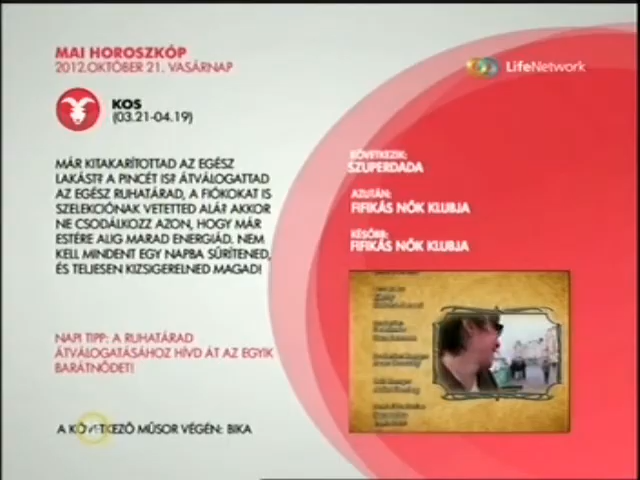 MAI HOROSZKÓP
2012.OKTÓBER 21. VASÁRNAP
LifeNetwork
KOS
(03.21-04.19)
MÁR KITAKARÍTOTTAD AZ EGÉSZ
LAKÁST? A PINCÉT IS? ÁTVÁLOGATTAD
AZ EGÉSZ RUHATÁRAD, A FIÓKOKAT IS
SZELEKCIÓNAK VETETTED ALÁ? AKKOR
NE CSODÁLKOZZ AZON, HOGY MÁR
ESTÉRE ALIG MARAD ENERGIÁD. NEM
KELL MINDENT EGY NAPBA SŰRÍTENED,
ÉS TELJESEN KIZSIGERELNED MAGAD!
NAPI TIPP: A RUHATÁRAD
ÁTVÁLOGATÁSÁHOZ HÍVD ÁT AZ EGYIK
BARÁTNŐDET!
A KÖVETKEZŐ MŰSOR VÉGÉN: BIKA
KÖVETKEZIK:
SZUPERDADA
AZUTÁN:
FIFIKÁS NŐK KLUBJA
KÉSŐBB:
FIFIKÁS NŐK KLUBJA